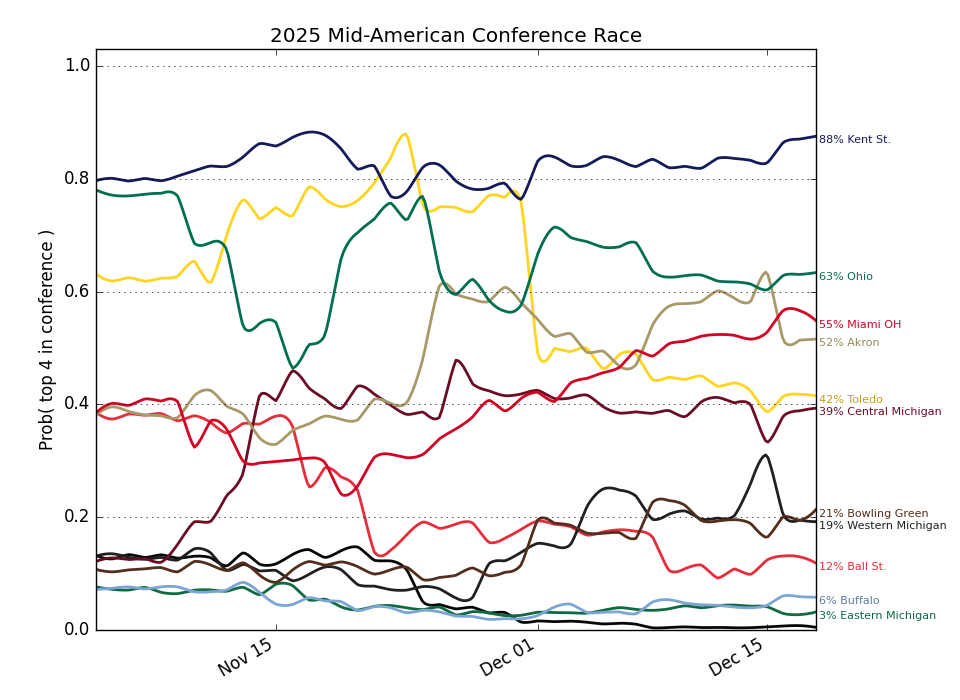 2025 Mid-American Conference Race
Prob( top 4 in conference )
1.0
0.8
0.6
0.4
0.2
0.0
Nov 15
Dec 01
Dec 15
88% Kent St.
63% Ohio
55% Miami OH
52% Akron
42% Toledo
39% Central Michigan
21% Bowling Green
19% Western Michigan
12% Ball St.
6% Buffalo
3% Eastern Michigan